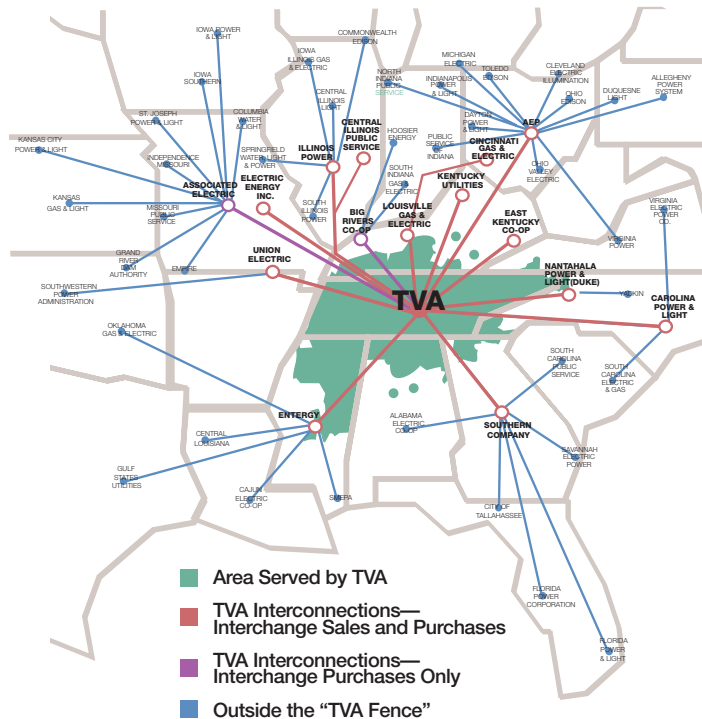 IOWA POWER
& LIGHT
COMMONWEALTH
EDISON
IOWA
ILLINOIS GAS
& ELECTRIC
MICHIGAN
ELECTRIC
TOLEDO
EDISON
CLEVELAND
ELECTRIC
ILLUMINATION
IOWA
SOUTHERN
NORTH
INDIANA
PUBLIC
SERVICE
INDIANAPOLIS
POWER
& LIGHT
ALLEGHENY
POWER
SYSTEM
CENTRAL
ILLINOIS
LIGHT
OHIO
EDISON
DUQUESNE
LIGHT
ST. JOSEPH
POWER & LIGHT
COLUMBIA
WATER
& LIGHT
DAYTON
POWER
& LIGHT
AEP
CENTRAL
ILLINOIS
PUBLIC
SERVICE
HOOSIER
ENERGY
PUBLIC
SERVICE
OF
INDIANA
CINCINNATI
GAS &
ELECTRIC
KANSAS CITY
POWER & LIGHT
INDEPENDENCE
MISSOURI
SPRINGFIELD
WATER, LIGHT
& POWER
ILLINOIS
POWER
SOUTH
INDIANA
GAS &
ELECTRIC
KENTUCKY
UTILITIES
OHIO
VALLEY
ELECTRIC
ASSOCIATED
ELECTRIC
ELECTRIC
ENERGY
INC.
KANSAS
GAS & LIGHT
MISSOURI
PUBLIC
SERVICE
SOUTH
ILLINOIS
POWER
BIG
RIVERS
CO-OP
LOUISVILLE
GAS &
ELECTRIC
EAST
KENTUCKY
CO-OP
VIRGINIA
ELECTRIC
POWER
CO.
VIRGINIA
POWER
GRAND
RIVER
DAM
AUTHORITY
EMPIRE
UNION
ELECTRIC
NANTAHALA
POWER &
LIGHT(DUKE)
YADKIN
SOUTHWESTERN
POWER
ADMINISTRATION
TVA
CAROLINA
POWER &
LIGHT
OKLAHOMA
GAS & ELECTRIC
SOUTH
CAROLINA
PUBLIC
SERVICE
SOUTH
CAROLINA
ELECTRIC
& GAS
ENTERGY
ALABAMA
ELECTRIC
CO-OP
SOUTHERN
COMPANY
CENTRAL
LOUISIANA
SAVANNAH
ELECTRIC
POWER
GULF
STATES
UTILITIES
CAJUN
ELECTRIC
CO-OP
SMEPA
CITY OF
TALLAHASSEE
FLORIDA
POWER
CORPORATION
FLORIDA
POWER
& LIGHT
Area Served by TVA
TVA Interconnections—
Interchange Sales and Purchases
TVA Interconnections—
Interchange Purchases Only
Outside the “TVA Fence”